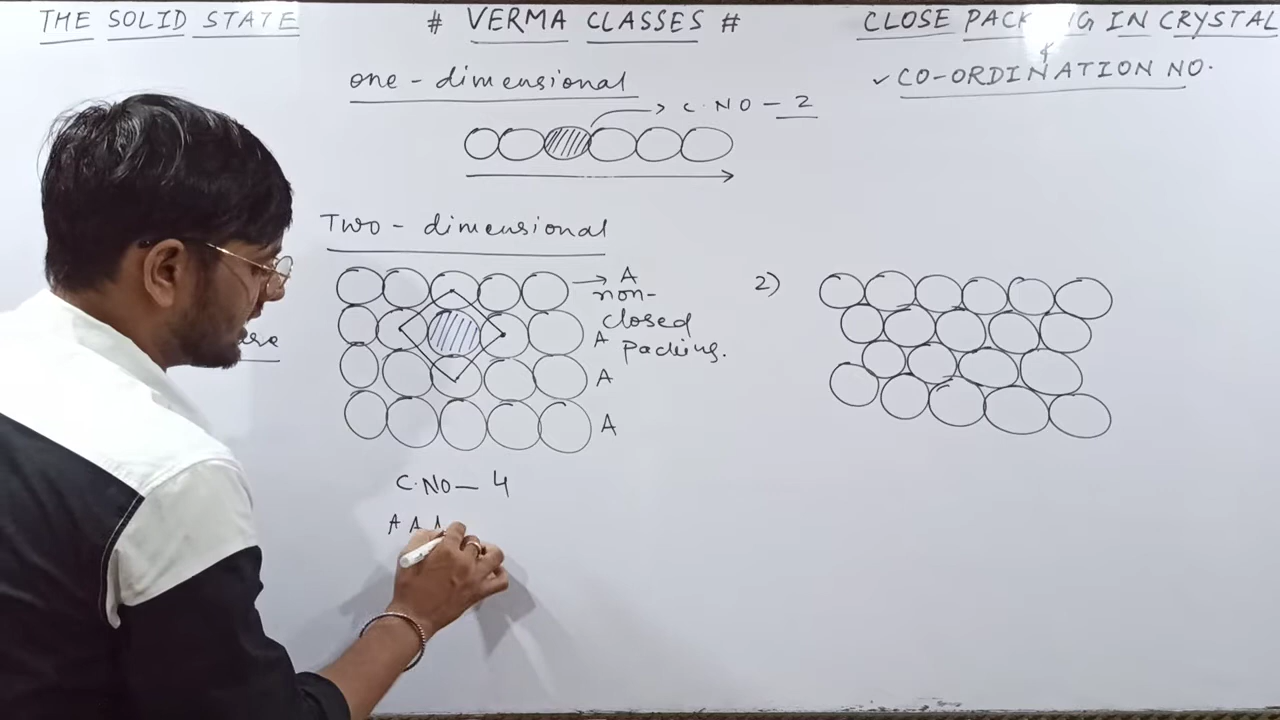 THE SOLID STATE
# VERMA CLASSES #
CLOSE PACKING IN CRYSTAL
&
✓ CO-ORDINATION NO.
one - dimensional
C. NO - 2
Two - dimensional
→ A
non-
closed
A
packing.
A
A
2)
C. NO - 4
A A A